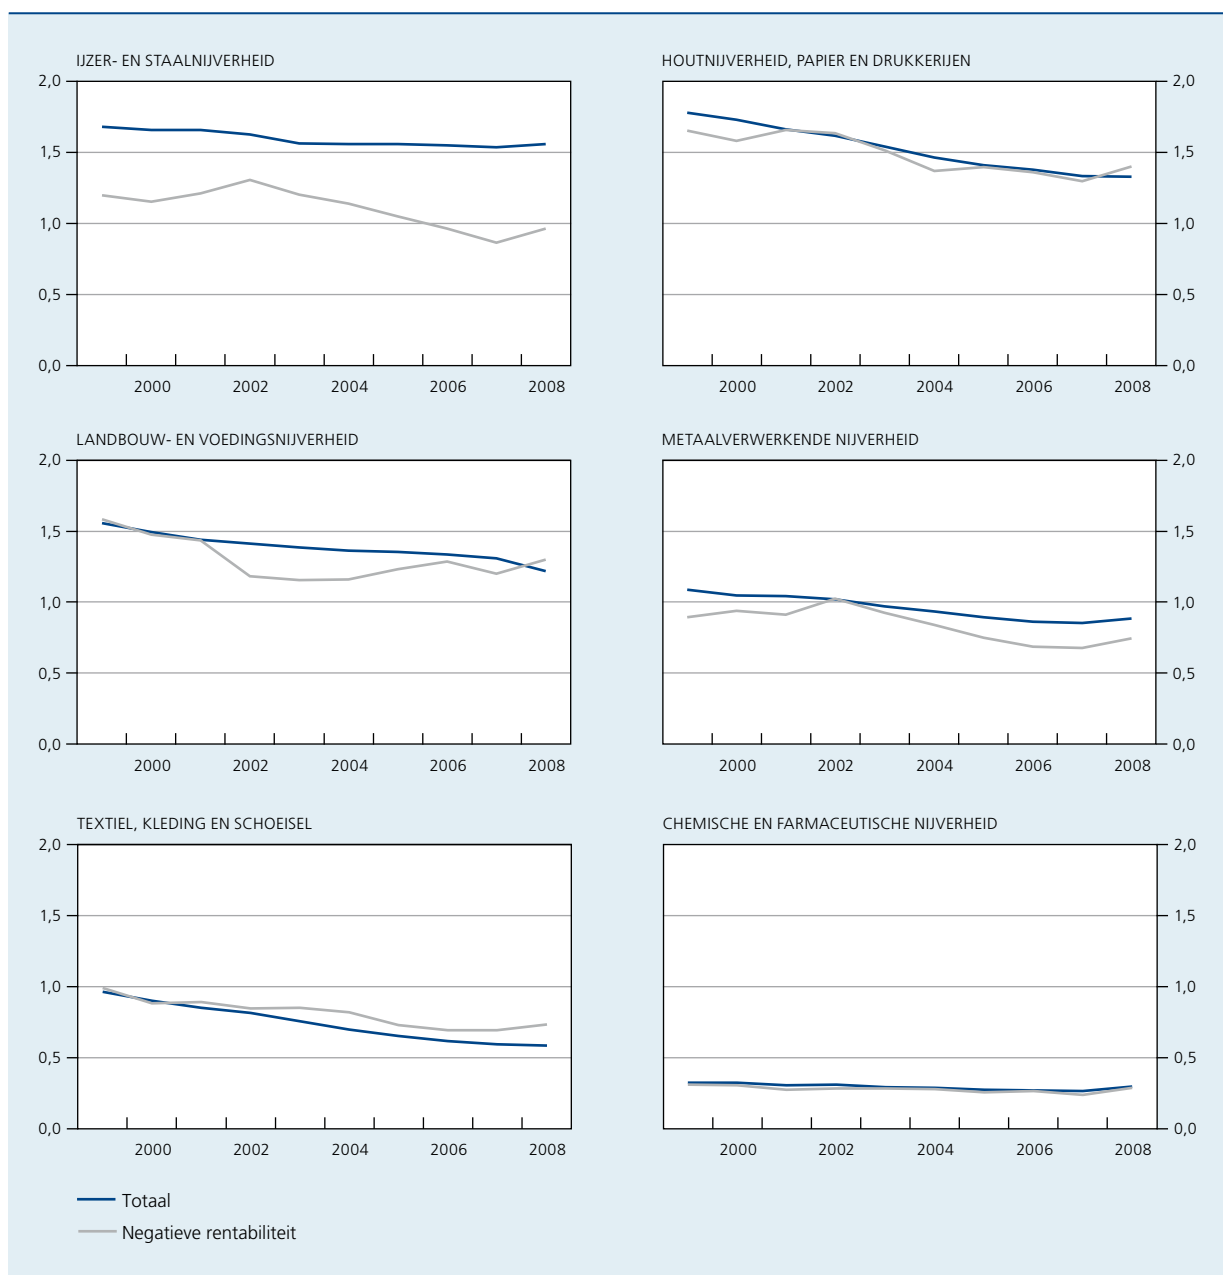 IJZER- EN STAALNIJVERHEID
2,0
1,5
1,0
0,5
0,0
2000 2002 2004 2006 2008
HOUTNIJVERHEID, PAPIER EN DRUKKERIJEN
2,0
1,5
1,0
0,5
0,0
2000 2002 2004 2006 2008
LANDBOUW- EN VOEDINGSNIJVERHEID
2,0
1,5
1,0
0,5
0,0
2000 2002 2004 2006 2008
METAALVERWERKENDE NIJVERHEID
2,0
1,5
1,0
0,5
0,0
2000 2002 2004 2006 2008
TEXTIEL, KLEDING EN SCHOEISEL
2,0
1,5
1,0
0,5
0,0
2000 2002 2004 2006 2008
CHEMISCHE EN FARMACEUTISCHE NIJVERHEID
2,0
1,5
1,0
0,5
0,0
2000 2002 2004 2006 2008
Totaal
Negatieve rentabiliteit